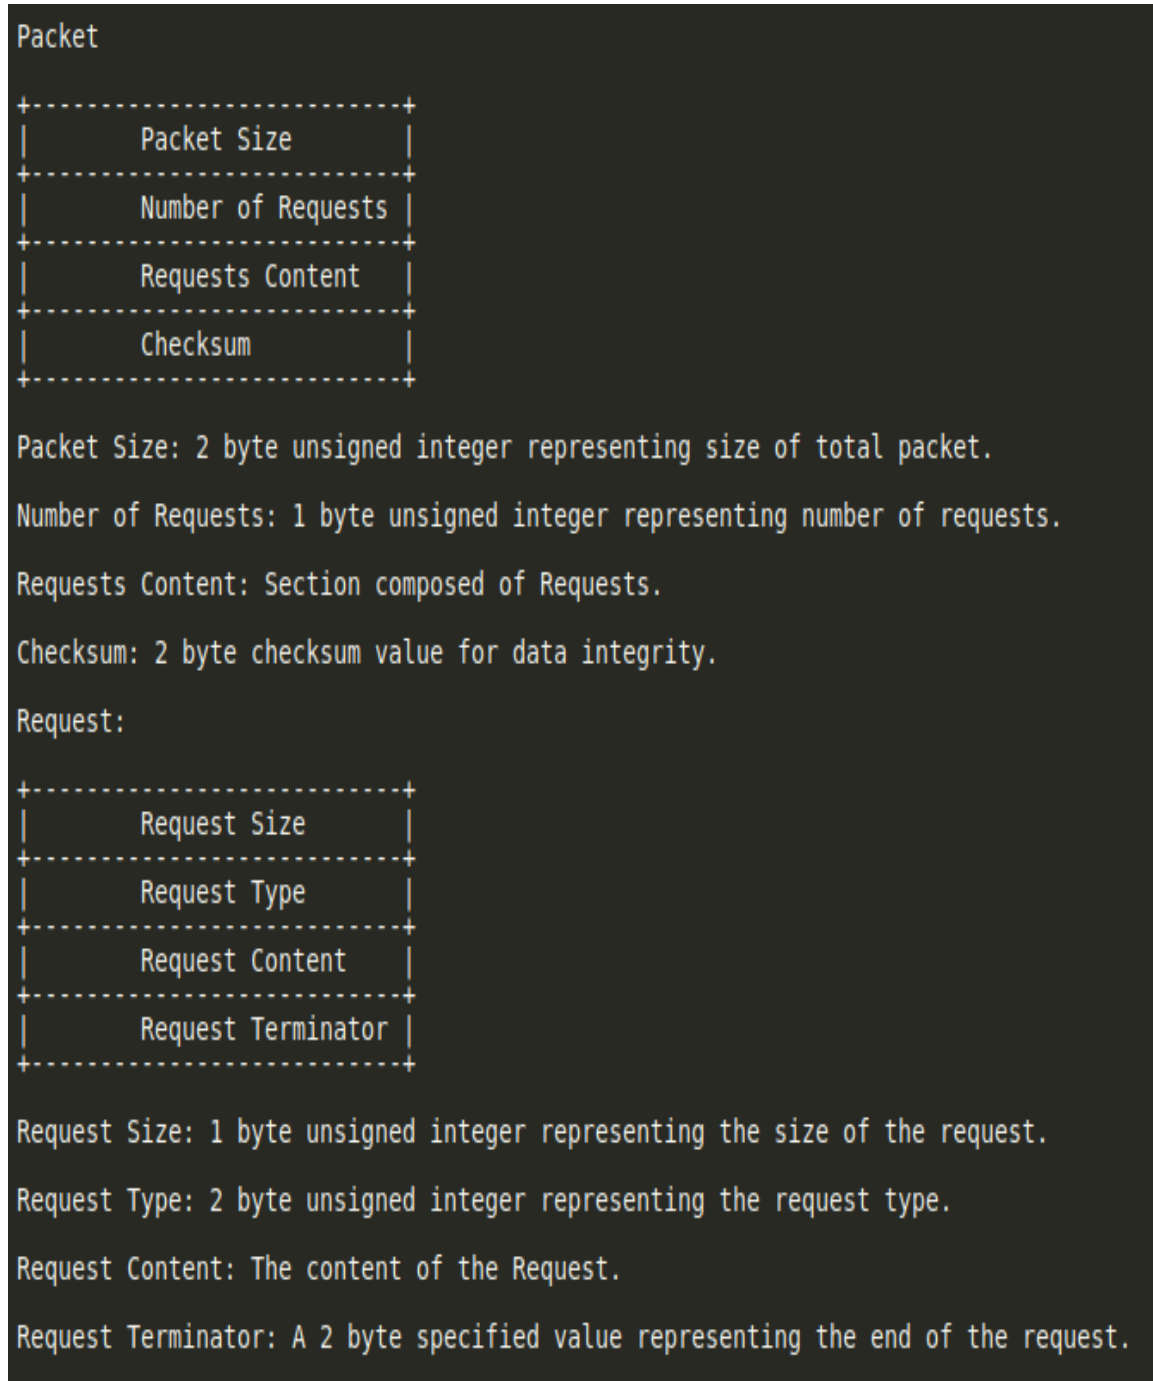 Packet
+---------------------------+
|        Packet Size        |
+---------------------------+
|        Number of Requests |
+---------------------------+
|        Requests Content   |
+---------------------------+
|        Checksum           |
+---------------------------+
Packet Size: 2 byte unsigned integer representing size of total packet.
Number of Requests: 1 byte unsigned integer representing number of requests.
Requests Content: Section composed of Requests.
Checksum: 2 byte checksum value for data integrity.
Request:
+---------------------------+
|        Request Size       |
+---------------------------+
|        Request Type       |
+---------------------------+
|        Request Content    |
+---------------------------+
|        Request Terminator |
+---------------------------+
Request Size: 1 byte unsigned integer representing the size of the request.
Request Type: 2 byte unsigned integer representing the request type.
Request Content: The content of the Request.
Request Terminator: A 2 byte specified value representing the end of the request.